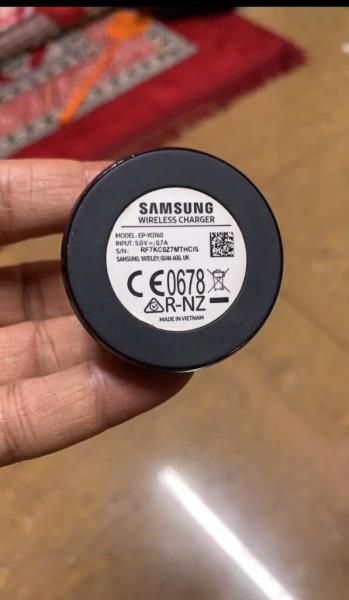 SAMSUNG
WIRELESS CHARGER
MODEL: EP-YO760
INPUT: 5.0V ⎓; 0.7A
S/N: RF7KC0Z7MTHCIS
SAMSUNG, YATELEY, GU46 6GG, UK
CE0678
R-NZ
MADE IN VIETNAM